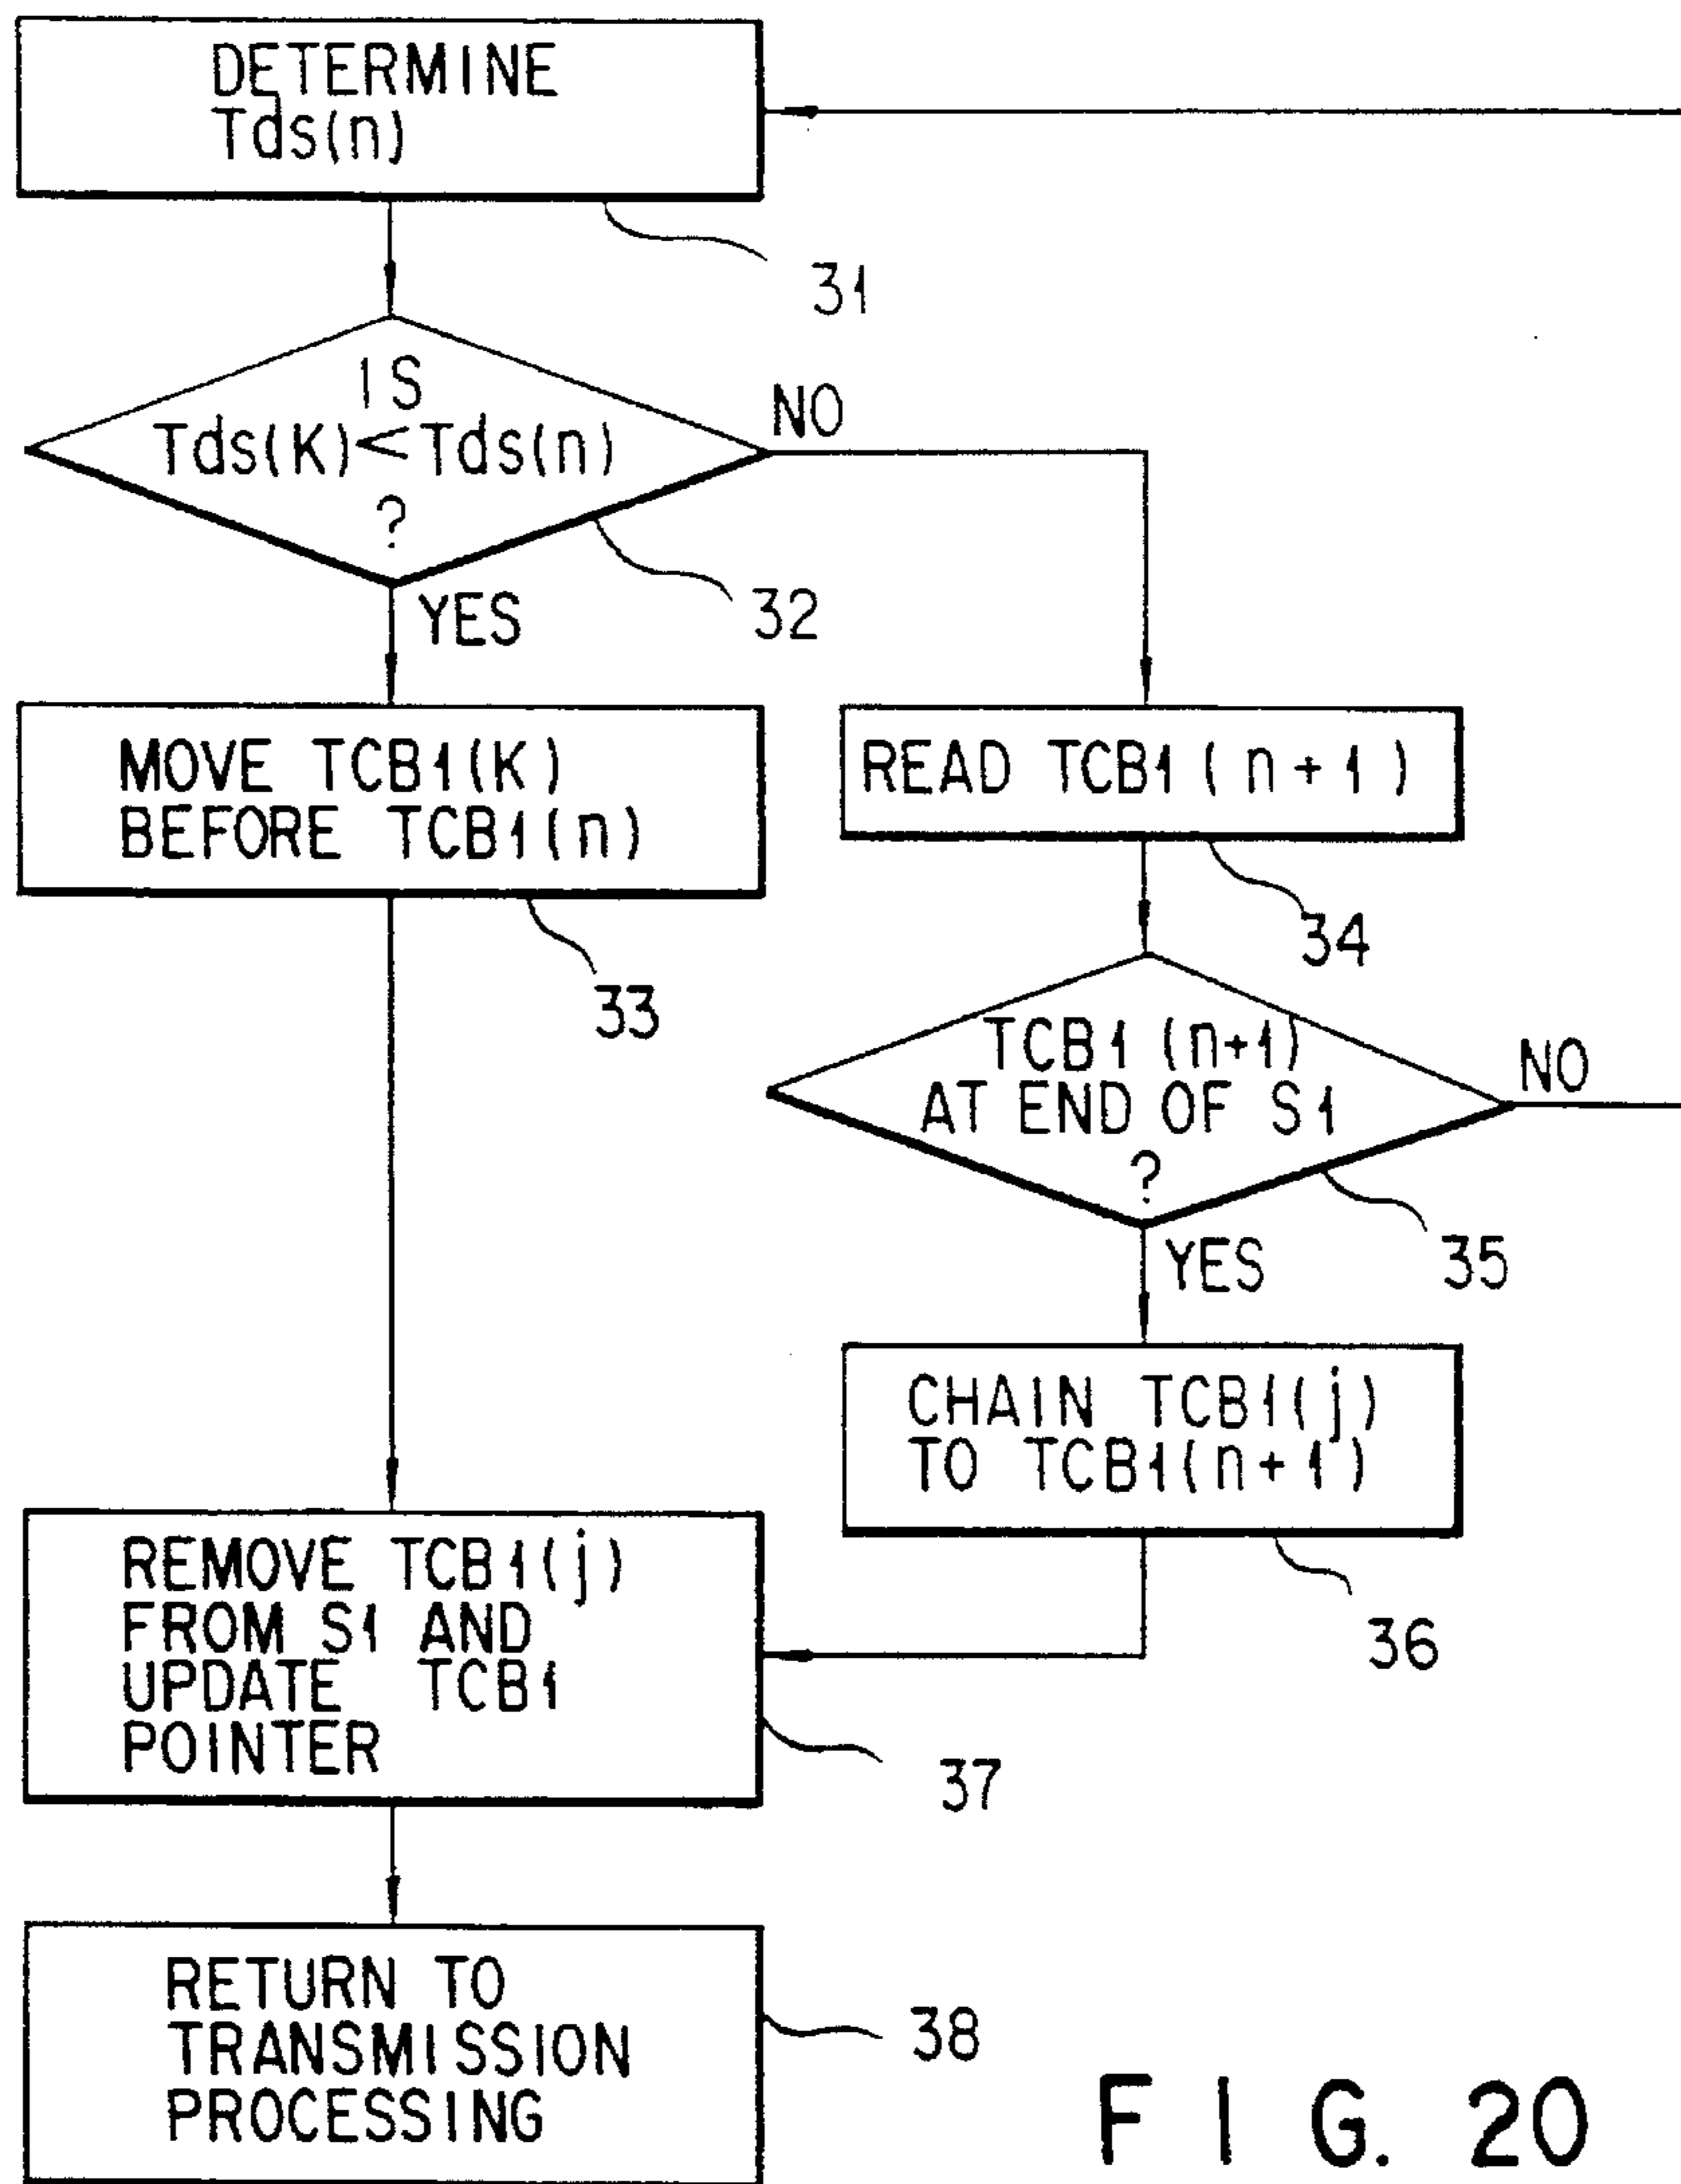 DETERMINE
Tds(n)
31
IS
Tds(K)<Tds(n)
?
NO
YES
32
MOVE TCB1(K)
BEFORE TCB1(n)
33
READ TCB1(n+1)
34
TCB1(n+1)
AT END OF S1
?
NO
YES
35
CHAIN TCB1(j)
TO TCB1(n+1)
36
REMOVE TCB1(j)
FROM S1 AND
UPDATE TCB1
POINTER
37
RETURN TO
TRANSMISSION
PROCESSING
38
FIG. 20